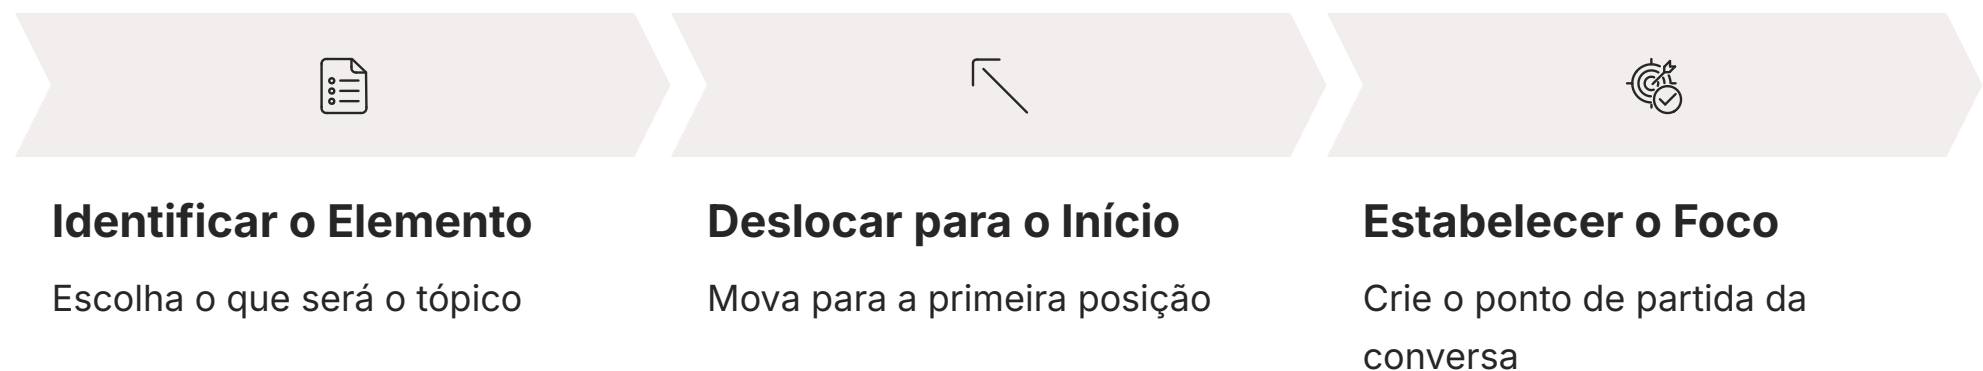 Identificar o Elemento
Escolha o que será o tópico
Deslocar para o Início
Mova para a primeira posição
Estabelecer o Foco
Crie o ponto de partida da
conversa